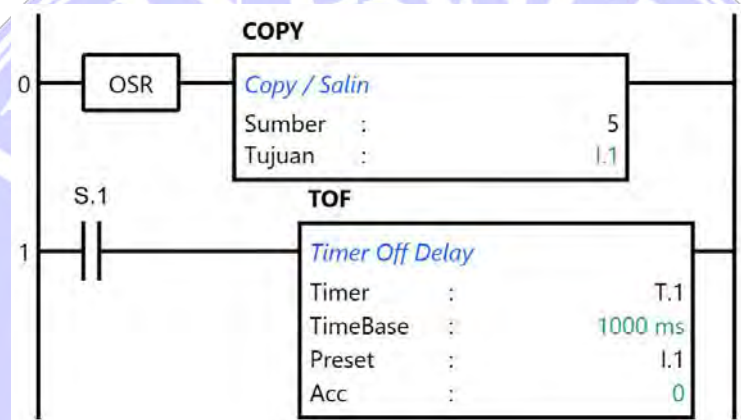 COPY
0 OSR Copy / Salin
Sumber : 5
Tujuan : I.1
S.1 TOF
1 Timer Off Delay
Timer : T.1
TimeBase : 1000 ms
Preset : I.1
Acc : 0